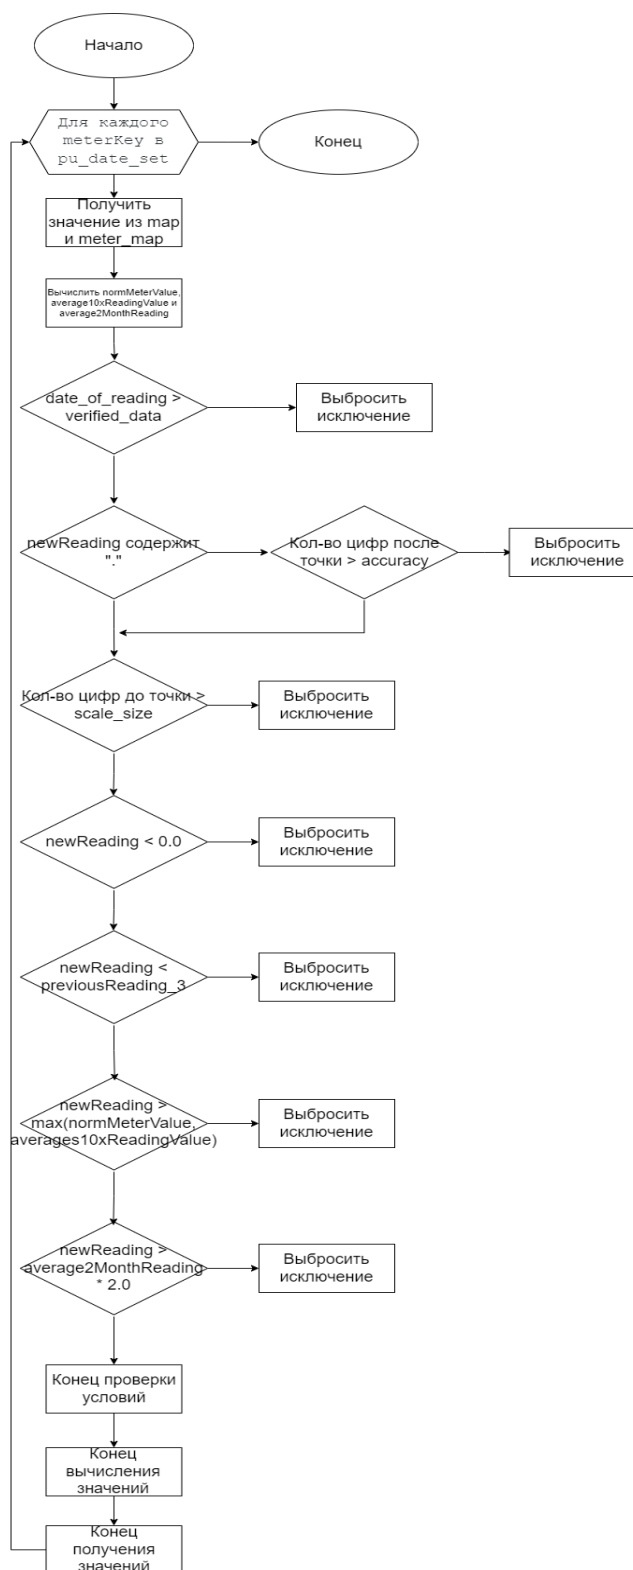 Начало
Для каждого
meterKey в
pu_date_set
Конец
Получить
значение из map
и meter_map
Вычислить normMeterValue,
average10xReadingValue и
average2MonthReading
date_of_reading >
verified_data
Выбросить
исключение
newReading содержит
"."
Кол-во цифр после
точки > accuracy
Выбросить
исключение
Кол-во цифр до точки >
scale_size
Выбросить
исключение
newReading < 0.0
Выбросить
исключение
newReading <
previousReading_3
Выбросить
исключение
newReading >
max(normMeterValue,
averages10xReadingValue)
Выбросить
исключение
newReading >
average2MonthReading
* 2.0
Выбросить
исключение
Конец проверки
условий
Конец
вычисления
значений
Конец
получения
значений